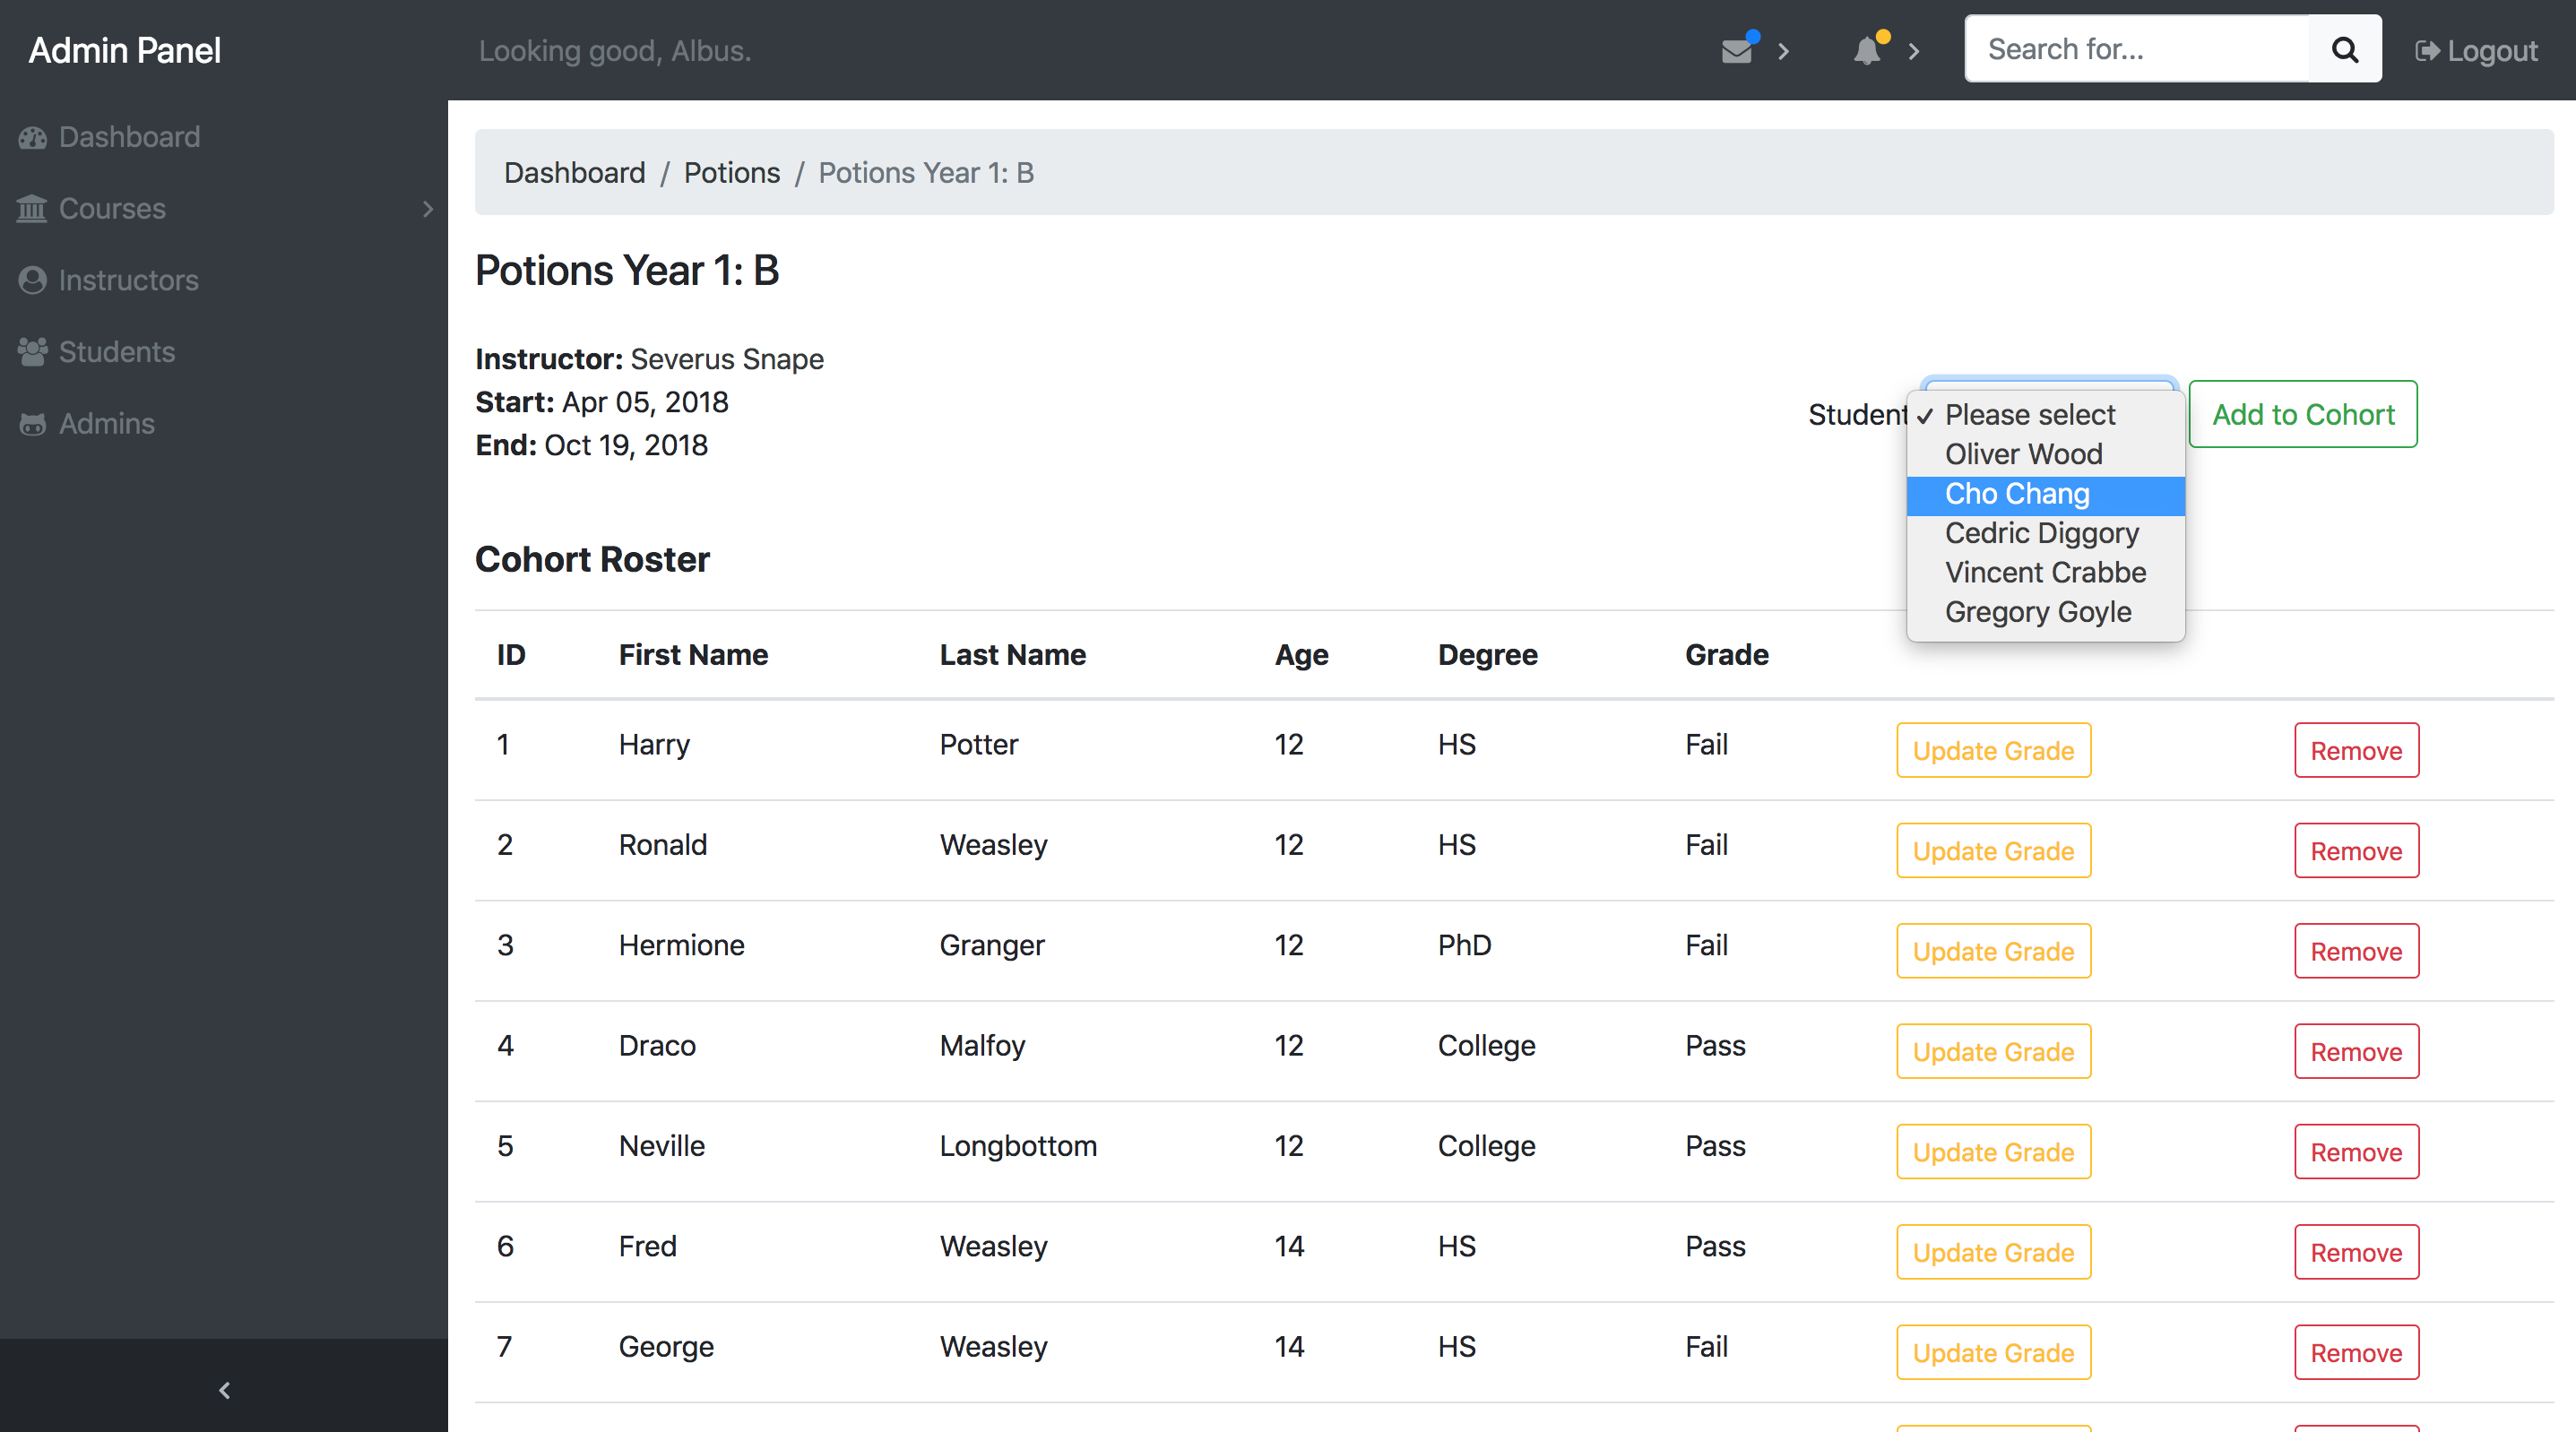 Admin Panel
Looking good, Albus.
Search for...
Logout
Dashboard
Courses
Instructors
Students
Admins
Dashboard / Potions / Potions Year 1: B
Potions Year 1: B
Instructor: Severus Snape
Start: Apr 05, 2018
End: Oct 19, 2018
Student
✓ Please select
Oliver Wood
Cho Chang
Cedric Diggory
Vincent Crabbe
Gregory Goyle
Add to Cohort
Cohort Roster
ID First Name Last Name Age Degree Grade
1 Harry Potter 12 HS Fail Update Grade Remove
2 Ronald Weasley 12 HS Fail Update Grade Remove
3 Hermione Granger 12 PhD Fail Update Grade Remove
4 Draco Malfoy 12 College Pass Update Grade Remove
5 Neville Longbottom 12 College Pass Update Grade Remove
6 Fred Weasley 14 HS Pass Update Grade Remove
7 George Weasley 14 HS Fail Update Grade Remove